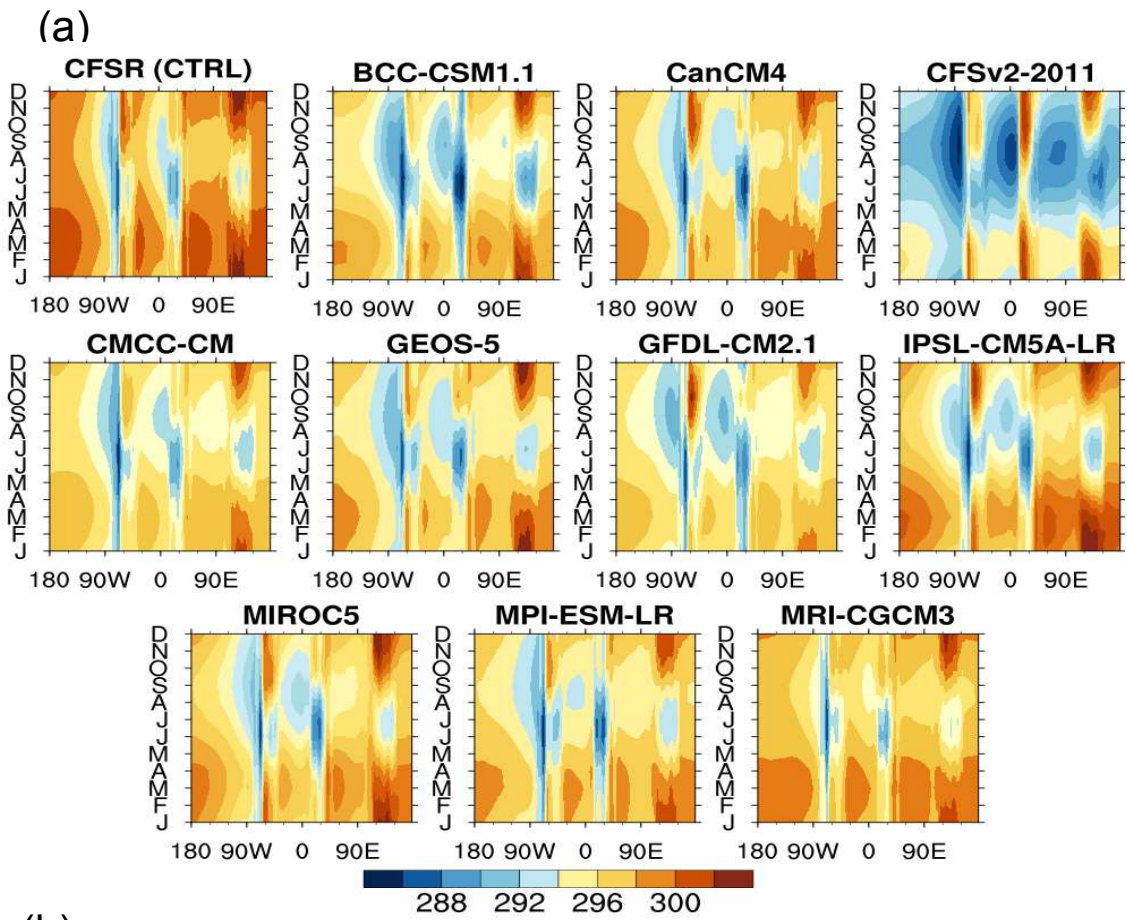 (a)
CFSR (CTRL) BCC-CSM1.1 CanCM4 CFSv2-2011
D D D D
N N N N
O O O O
S S S S
A A A A
J J J J
J J J J
M M M M
A A A A
M M M M
F F F F
J J J J
180 90W 0 90E 180 90W 0 90E 180 90W 0 90E 180 90W 0 90E
CMCC-CM GEOS-5 GFDL-CM2.1 IPSL-CM5A-LR
D D D D
N N N N
O O O O
S S S S
A A A A
J J J J
J J J J
M M M M
A A A A
M M M M
F F F F
J J J J
180 90W 0 90E 180 90W 0 90E 180 90W 0 90E 180 90W 0 90E
MIROC5 MPI-ESM-LR MRI-CGCM3
D D D
N N N
O O O
S S S
A A A
J J J
J J J
M M M
A A A
M M M
F F F
J J J
180 90W 0 90E 180 90W 0 90E 180 90W 0 90E
288 292 296 300